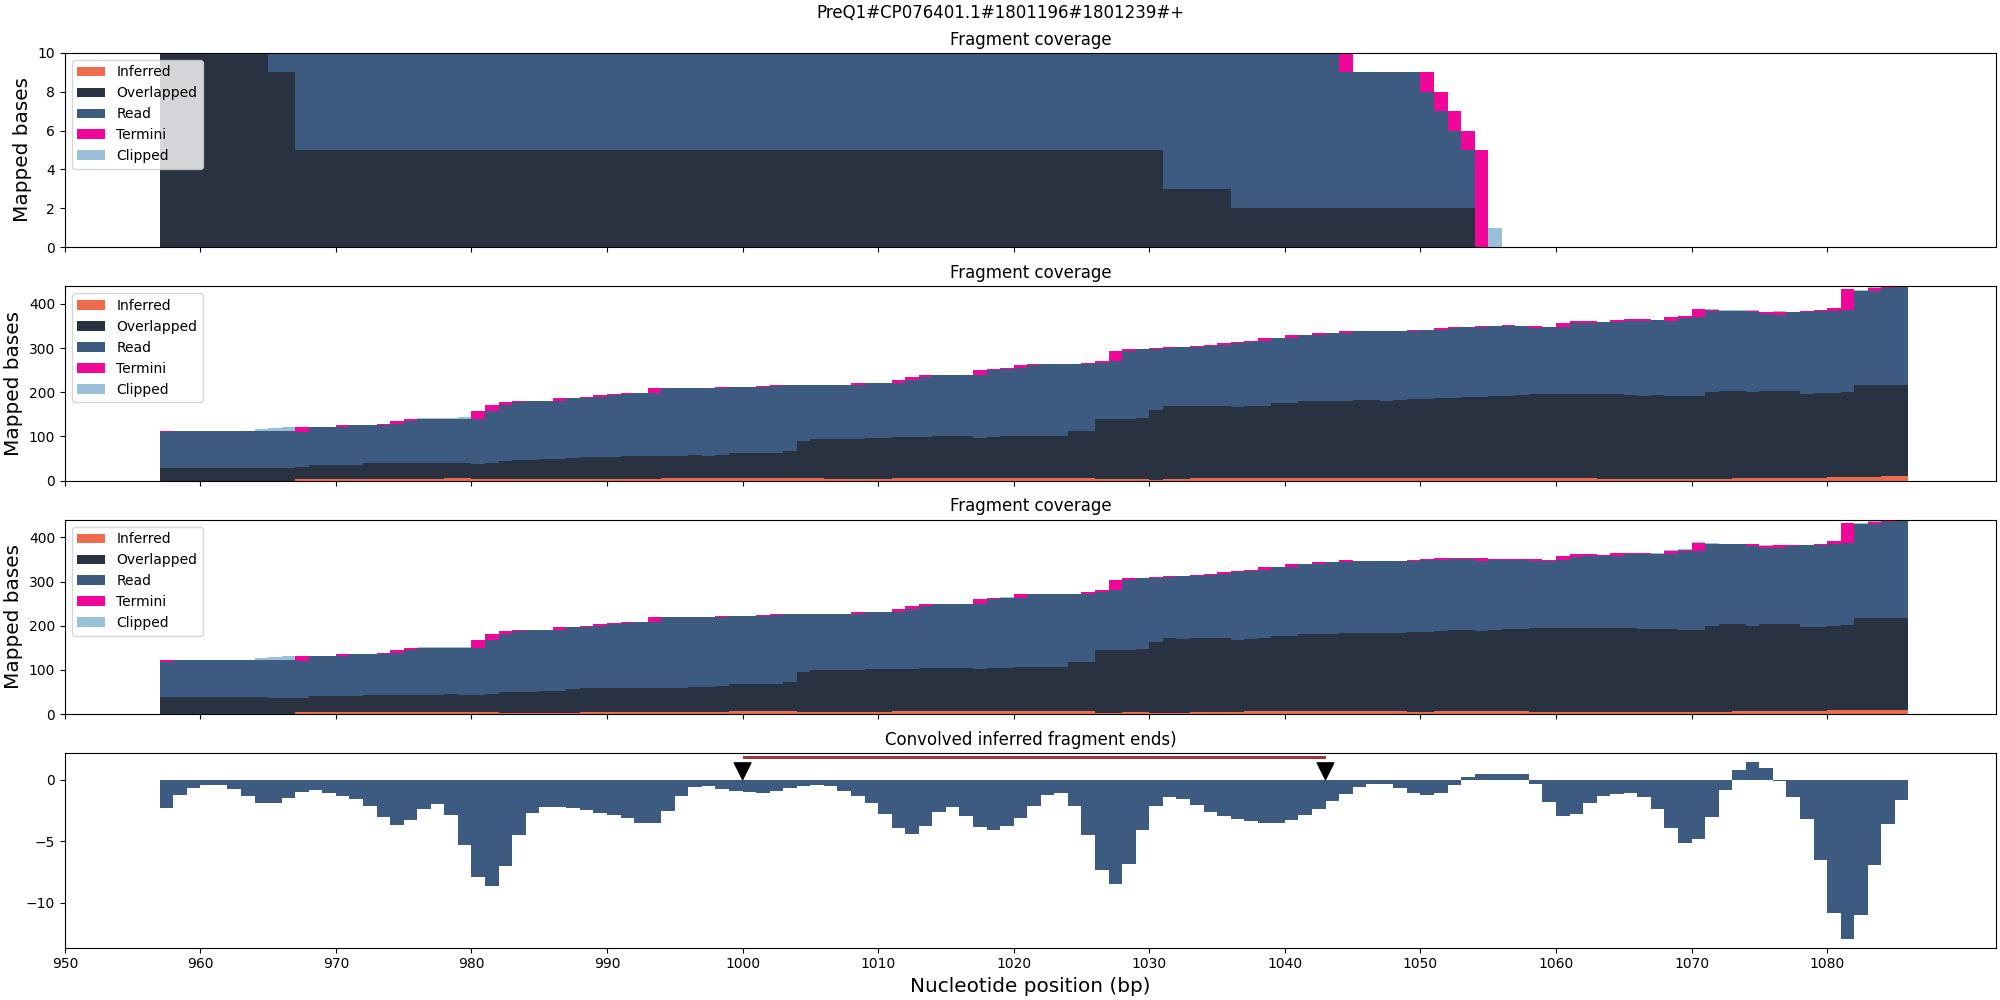 PreQ1#CP076401.1#1801196#1801239#+
Fragment coverage
Mapped bases
10
8
6
4
2
0
Inferred
Overlapped
Read
Termini
Clipped
Fragment coverage
Mapped bases
400
300
200
100
0
Inferred
Overlapped
Read
Termini
Clipped
Fragment coverage
Mapped bases
400
300
200
100
0
Inferred
Overlapped
Read
Termini
Clipped
Convolved inferred fragment ends)
0
−5
−10
950 960 970 980 990 1000 1010 1020 1030 1040 1050 1060 1070 1080
Nucleotide position (bp)